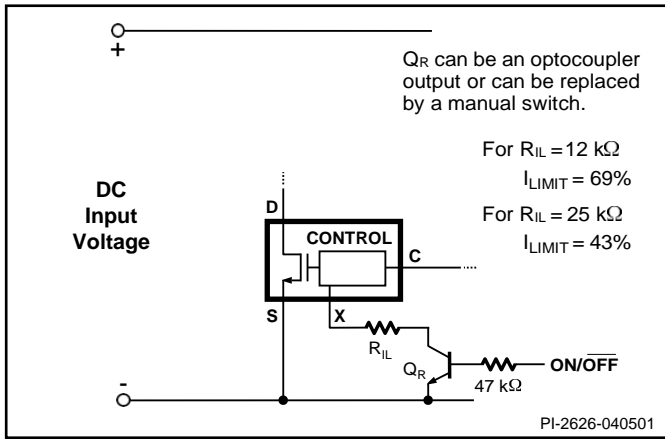 +
QR can be an optocoupler
output or can be replaced
by a manual switch.
For RIL = 12 kΩ
ILIMIT = 69%
For RIL = 25 kΩ
ILIMIT = 43%
DC
Input
Voltage
D
CONTROL
C
S
X
RIL
QR
47 kΩ
ON/O̅F̅F̅
-
PI-2626-040501